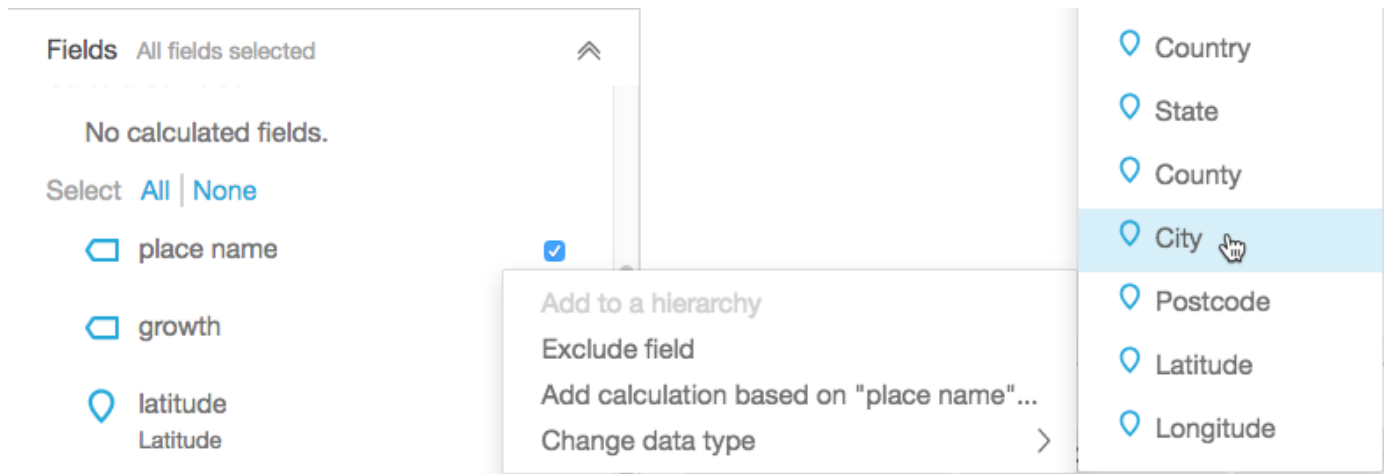 Fields All fields selected
No calculated fields.
Select All | None
place name
growth
latitude
Latitude
Add to a hierarchy
Exclude field
Add calculation based on "place name"...
Change data type
Country
State
County
City
Postcode
Latitude
Longitude